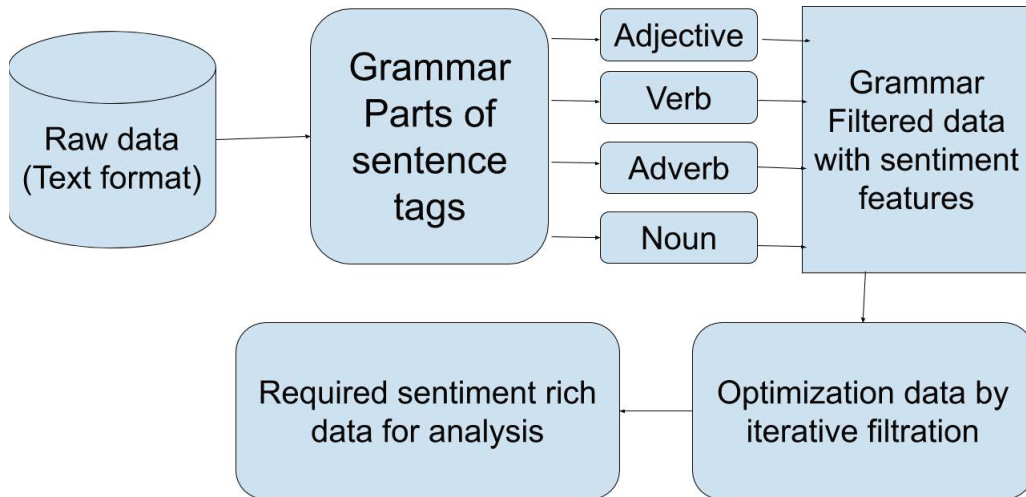 Raw data
(Text format)
Grammar
Parts of
sentence
tags
Adjective
Verb
Adverb
Noun
Grammar
Filtered data
with sentiment
features
Required sentiment rich
data for analysis
Optimization data by
iterative filtration